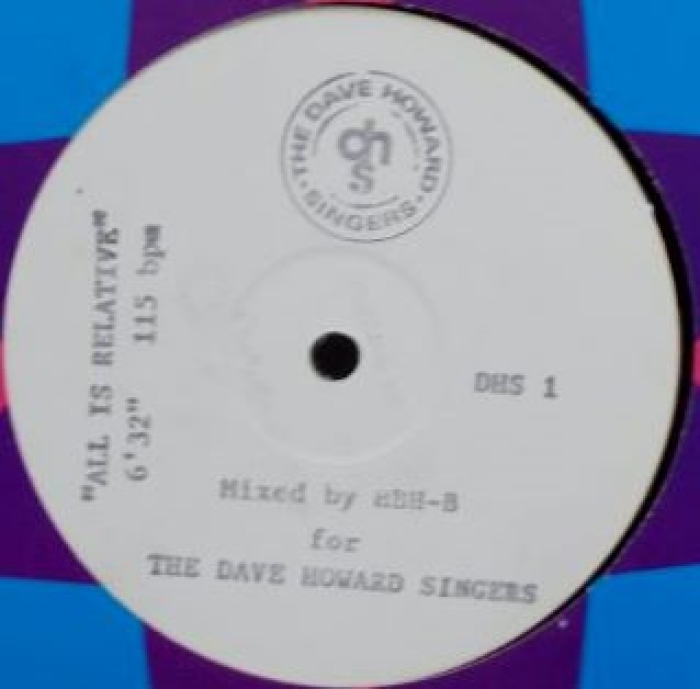 THE DAVE HOWARD
SINGERS
dhs
"ALL IS RELATIVE"
6'32" 115 bpm
DHS 1
Mixed by
for
THE DAVE HOWARD SINGERS